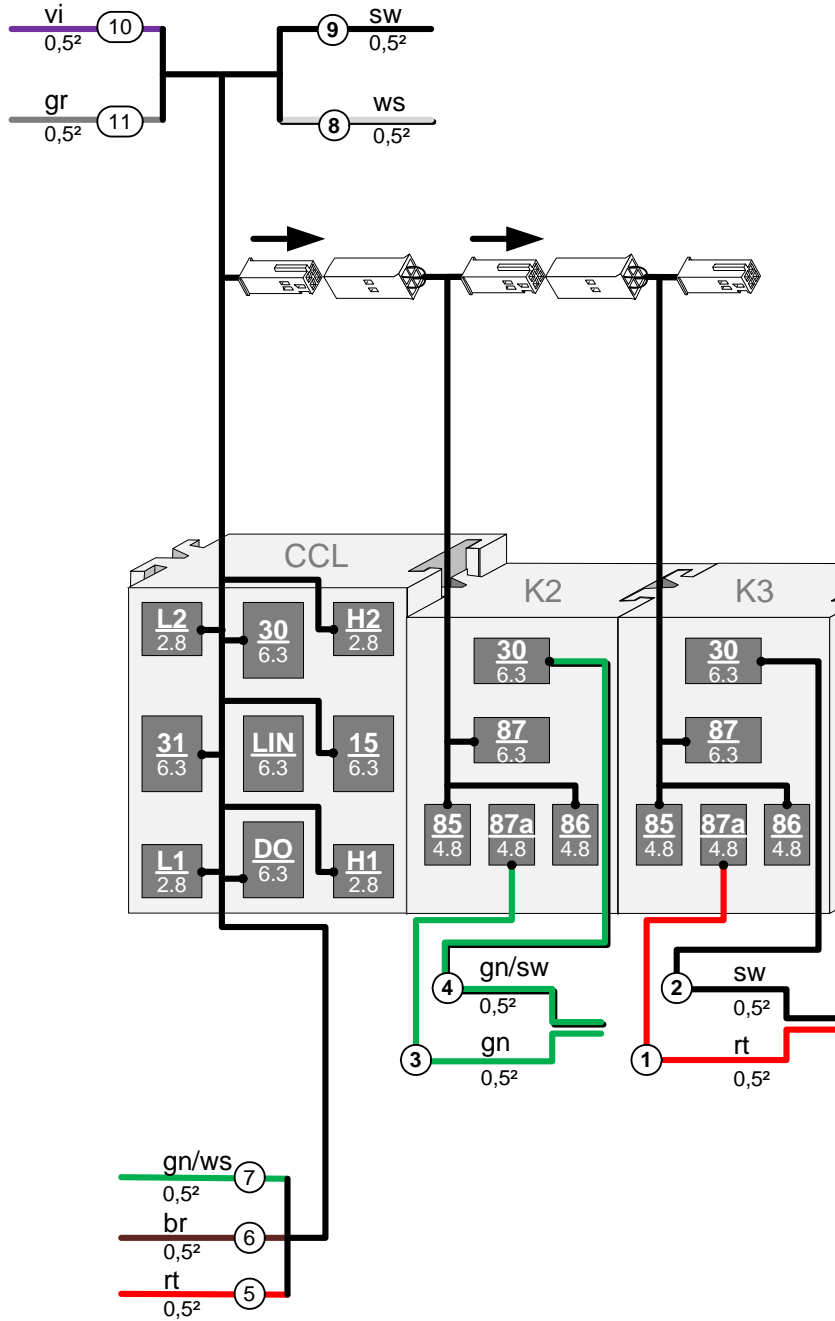 vi
10
0,5²
9
sw
0,5²
gr
11
0,5²
8
ws
0,5²
CCL
K2
K3
L2
2.8
30
6.3
H2
2.8
31
6.3
LIN
6.3
15
6.3
L1
2.8
DO
6.3
H1
2.8
30
6.3
87
6.3
85
4.8
87a
4.8
86
4.8
30
6.3
87
6.3
85
4.8
87a
4.8
86
4.8
4
gn/sw
0,5²
3
gn
0,5²
2
sw
0,5²
1
rt
0,5²
gn/ws
7
0,5²
br
6
0,5²
rt
5
0,5²